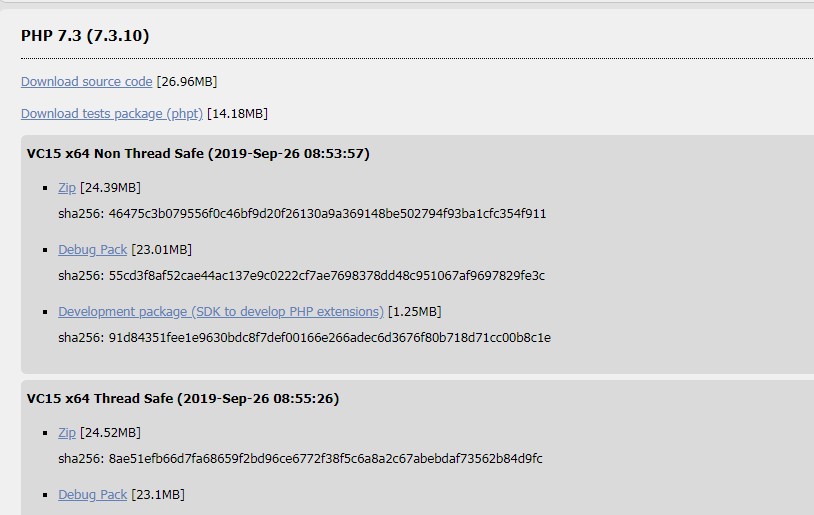 PHP 7.3 (7.3.10)
Download source code [26.96MB]
Download tests package (phpt) [14.18MB]
VC15 x64 Non Thread Safe (2019-Sep-26 08:53:57)
Zip [24.39MB]
sha256: 46475c3b079556f0c46bf9d20f26130a9a369148be502794f93ba1cfc354f911
Debug Pack [23.01MB]
sha256: 55cd3f8af52cae44ac137e9c0222cf7ae7698378dd48c951067af9697829fe3c
Development package (SDK to develop PHP extensions) [1.25MB]
sha256: 91d84351fee1e9630bdc8f7def00166e266adec6d3676f80b718d71cc00b8c1e
VC15 x64 Thread Safe (2019-Sep-26 08:55:26)
Zip [24.52MB]
sha256: 8ae51efb66d7fa68659f2bd96ce6772f38f5c6a8a2c67abebdaf73562b84d9fc
Debug Pack [23.1MB]